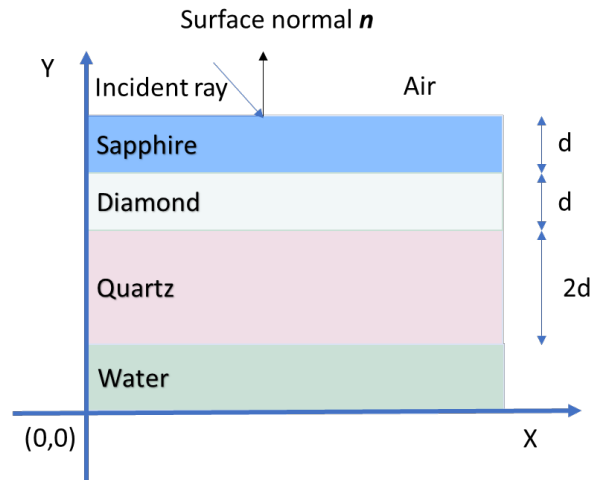 Surface normal n
Y
Incident ray
Air
Sapphire
d
Diamond
d
Quartz
2d
Water
(0,0)
X